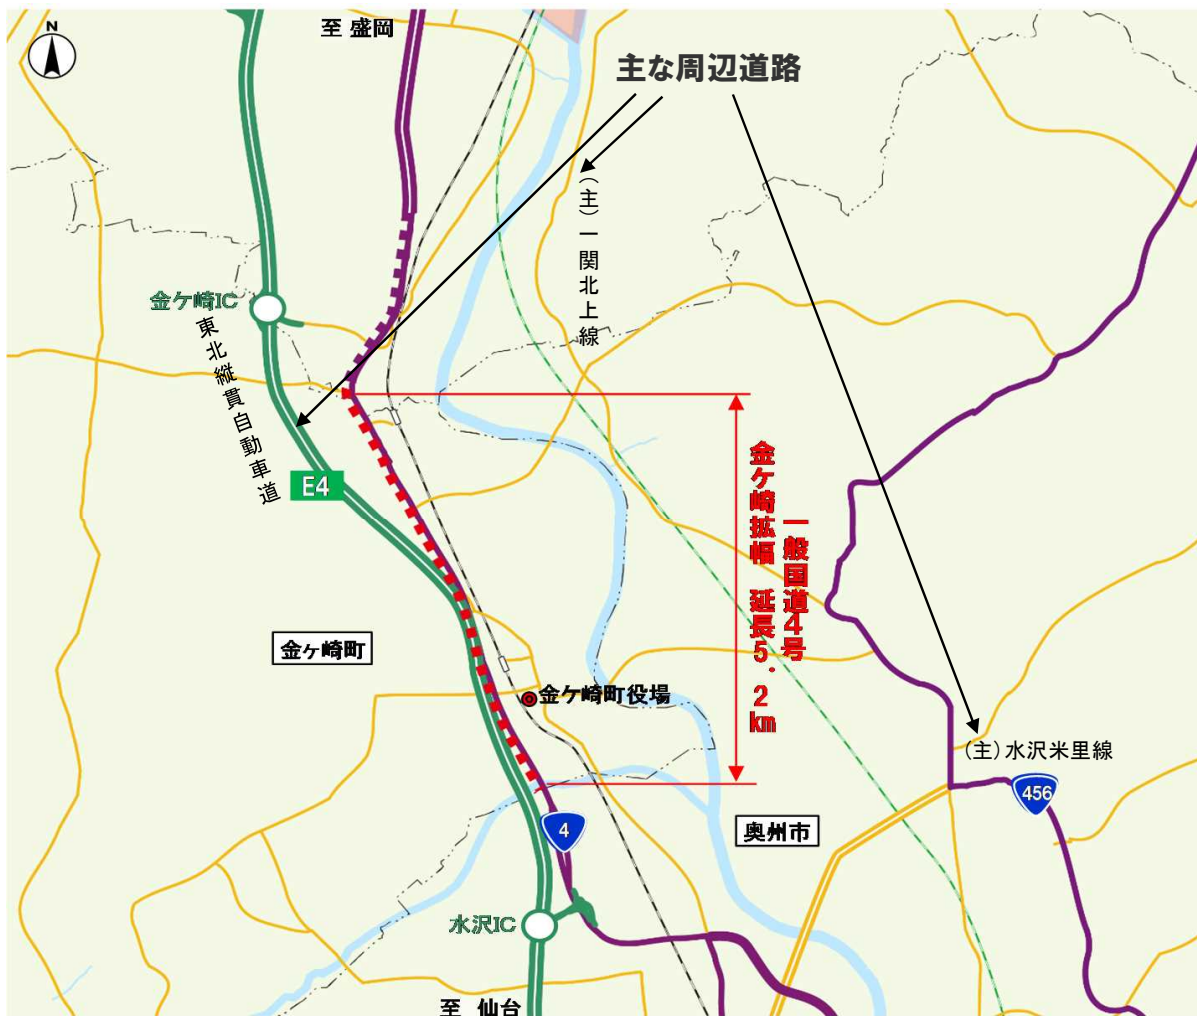 N
至 盛岡
主な周辺道路
(主)一関北上線
金ケ崎IC
東北縦貫自動車道
E4
一般国道4号
金ケ崎拡幅 延長5.2km
金ヶ崎町
金ケ崎町役場
(主)水沢米里線
456
4
奥州市
水沢IC
至 仙台